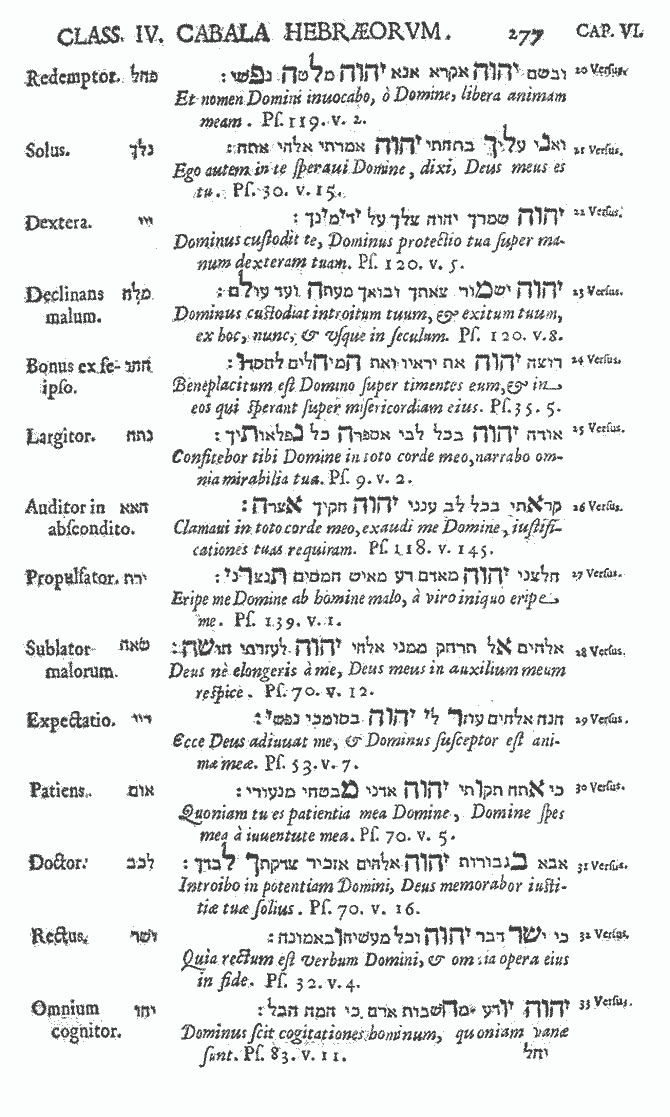 CLASS. IV. CABALA HEBRÆORVM. 277 CAP. VI.
Redemptor. פהל ובשם יהוה אקרא אנא יהוה מלטה נפשי : 20 Versus.
Et nomen Domini inuocabo, ò Domine, libera animam
meam. Ps. 119. v. 2.
Solus. נלך ואני עליך בטחתי יהוה אמרתי אלהי אתה: 21 Versus.
Ego autem in te speraui Domine, dixi, Deus meus es
tu. Ps. 30. v. 15.
Dextera. ייי יהוה שמרך יהוה צלך על יד ימינך : 22 Versus.
Dominus custodit te, Dominus protectio tua super ma-
num dexteram tuam. Ps. 120. v. 5.
Declinans מלה יהוה ישמור צאתך ובואך מעתה ועד עולם : 23 Versus.
malum. Dominus custodiat introitum tuum, & exitum tuum,
ex hoc, nunc, & vsque in seculum. Ps. 120. v.8.
Bonus ex se- רוצה יהוה את יראיו ואת המיחלים לחסדו : 24 Versus.
ipso. Beneplacitum est Domino super timentes eum, & in
eos qui sperant super misericordiam eius. Ps. 35. 5.
Largitor. נתה אודה יהוה בכל לבי אספרה כל נפלאותיך : 25 Versus.
Confitebor tibi Domine in toto corde meo, narrabo om-
nia mirabilia tua. Ps. 9. v. 2.
Auditor in האא קראתי בכל לב ענני יהוה חקיך אצרה : 26 Versus.
abscondito. Clamaui in toto corde meo, exaudi me Domine, iustifi-
cationes tuas requiram. Ps. 118. v. 145.
Propulsator. ירת חלצני יהוה מאדם רע מאיש חמסים תנצרני : 27 Versus.
Eripe me Domine ab homine malo, à viro iniquo eripe
me. Ps. 139. v. 1.
Sublator שאה אלהים אל תרחק ממני אלהי יהוה לעזרתי חושה : 28 Versus.
malorum. Deus nè elongeris à me, Deus meus in auxilium meum
respice. Ps. 70. v. 12.
Expectatio. ריי הנה אלהים עוזר לי יהוה בסומכי נפשי : 29 Versus.
Ecce Deus adiuuat me, & Dominus susceptor est ani-
mæ meæ. Ps. 53. v. 7.
Patiens. אום כי אתה תקותי יהוה אדני מבטחי מנעורי : 30 Versus.
Quoniam tu es patientia mea Domine, Domine spes
mea à iuuentute mea. Ps. 70. v. 5.
Doctor. לכב אבא בגבורות יהוה אלהים אזכיר צדקתך לבדך : 31 Versus.
Introibo in potentiam Domini, Deus memorabor iusti-
tiæ tuæ solius. Ps. 70. v. 16.
Rectus. ושר כי ישר דבר יהוה וכל מעשיהו באמונה : 32 Versus.
Quia rectum est verbum Domini, & omnia opera eius
in fide. Ps. 32. v. 4.
Omnium יחו יהוה יודע מחשבות אדם כי המה הבל : 33 Versus.
cognitor. Dominus scit cogitationes hominum, quoniam vanæ
sunt. Ps. 83. v. 11. יחל